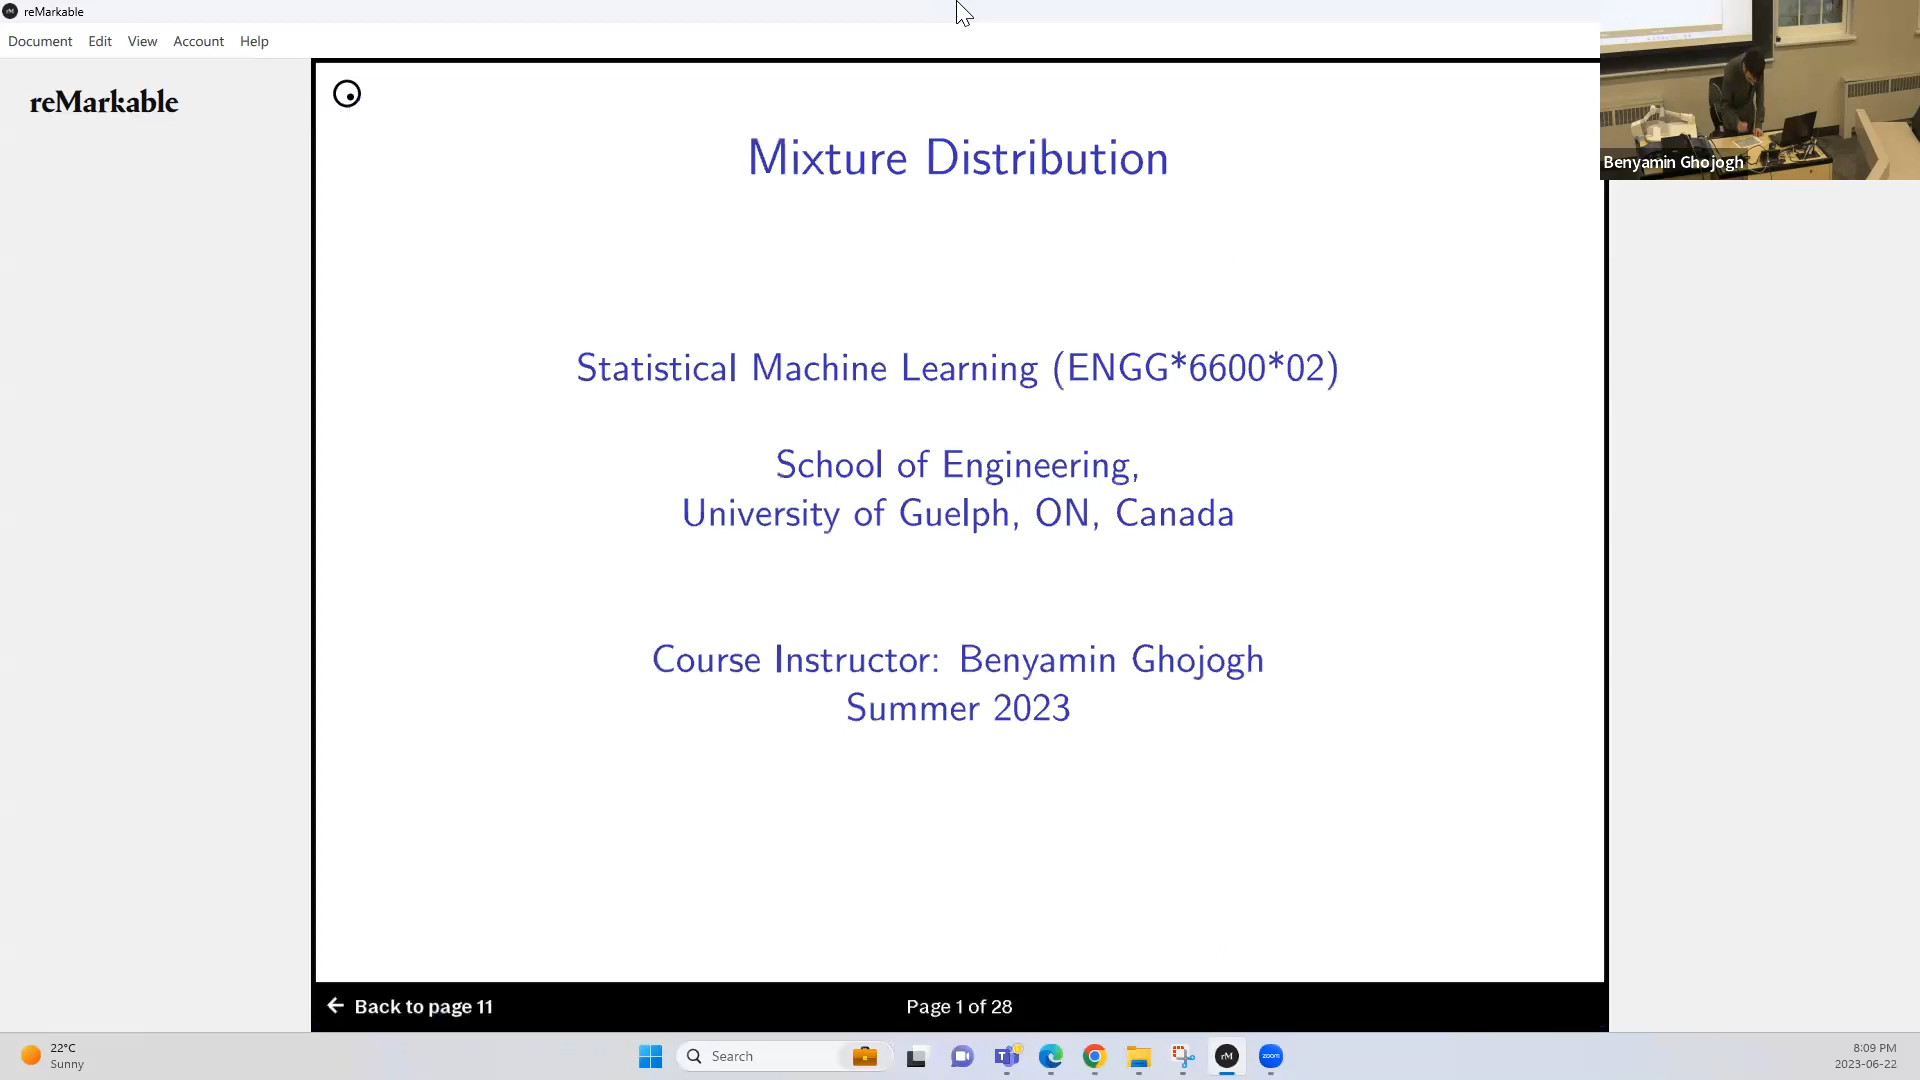 reMarkable
Document Edit View Account Help
reMarkable
Mixture Distribution
Statistical Machine Learning (ENGG*6600*02)
School of Engineering,
University of Guelph, ON, Canada
Course Instructor: Benyamin Ghojogh
Summer 2023
Benyamin Ghojogh
← Back to page 11
Page 1 of 28
22°C
Sunny
Search
rM
zoom
8:09 PM
2023-06-22